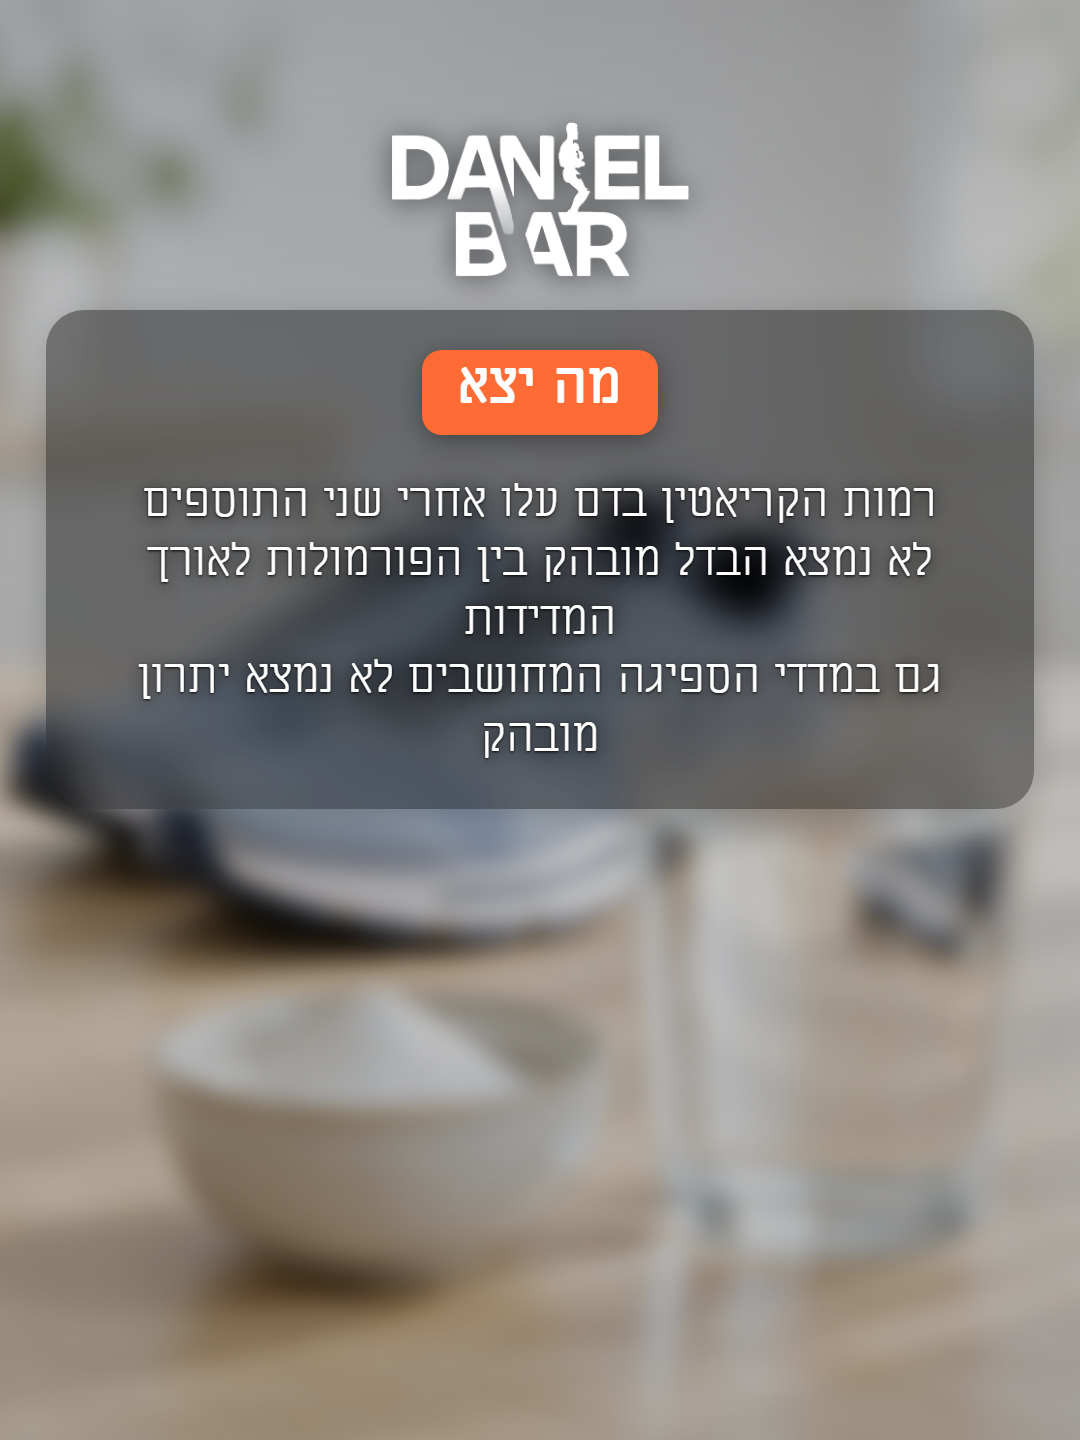 DANIEL
BAR
מה יצא
רמות הקריאטין בדם עלו אחרי שני התוספים
לא נמצא הבדל מובהק בין הפורמולות לאורך
המדידות
גם במדדי הספיגה המחושבים לא נמצא יתרון
מובהק